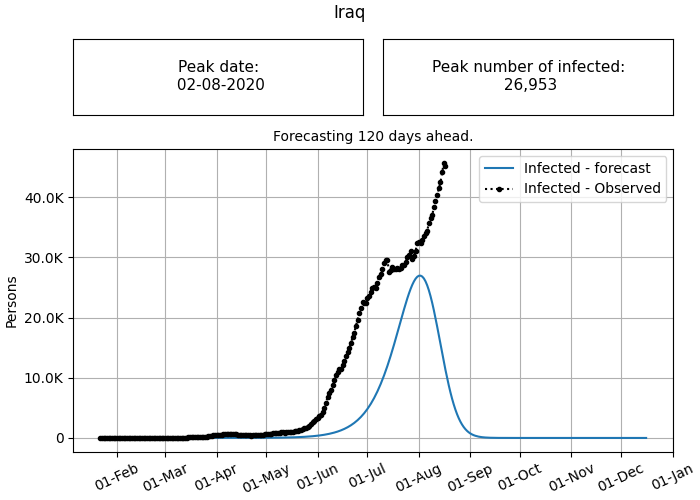 Iraq
Peak date:
02-08-2020
Peak number of infected:
26,953
Forecasting 120 days ahead.
Infected - forecast
Infected - Observed
Persons
40.0K
30.0K
20.0K
10.0K
0
01-Feb
01-Mar
01-Apr
01-May
01-Jun
01-Jul
01-Aug
01-Sep
01-Oct
01-Nov
01-Dec
01-Jan